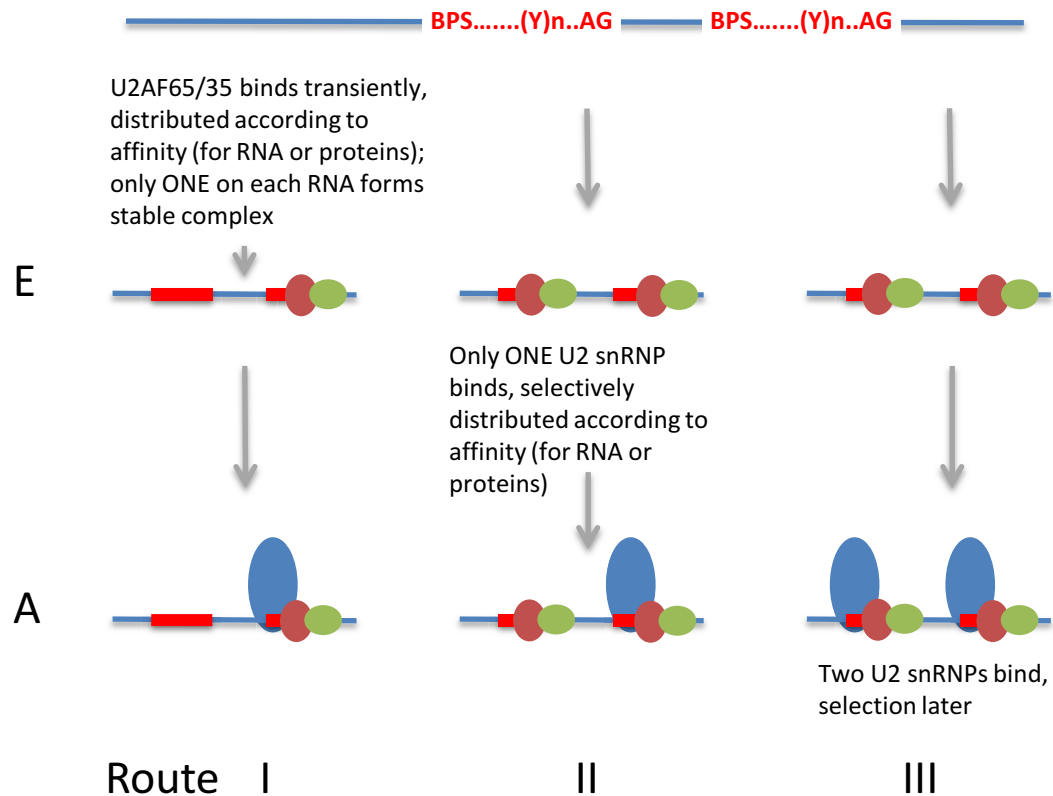 BPS.......(Y)n..AG BPS.......(Y)n..AG
U2AF65/35 binds transiently,
distributed according to
affinity (for RNA or proteins);
only ONE on each RNA forms
stable complex
E
Only ONE U2 snRNP
binds, selectively
distributed according to
affinity (for RNA or
proteins)
A
Two U2 snRNPs bind,
selection later
Route I II III